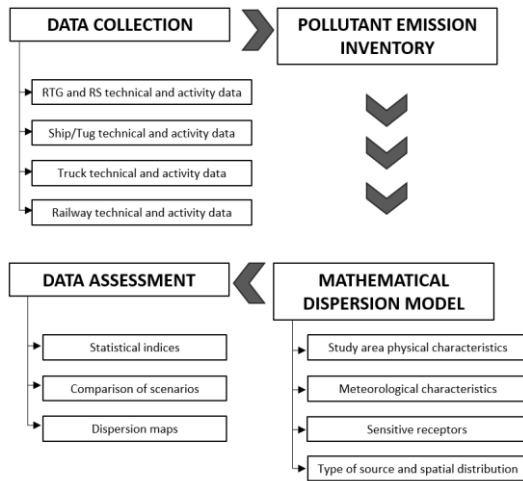 DATA COLLECTION
POLLUTANT EMISSION
INVENTORY
RTG and RS technical and activity data
Ship/Tug technical and activity data
Truck technical and activity data
Railway technical and activity data
DATA ASSESSMENT
Statistical indices
Comparison of scenarios
Dispersion maps
MATHEMATICAL
DISPERSION MODEL
Study area physical characteristics
Meteorological characteristics
Sensitive receptors
Type of source and spatial distribution